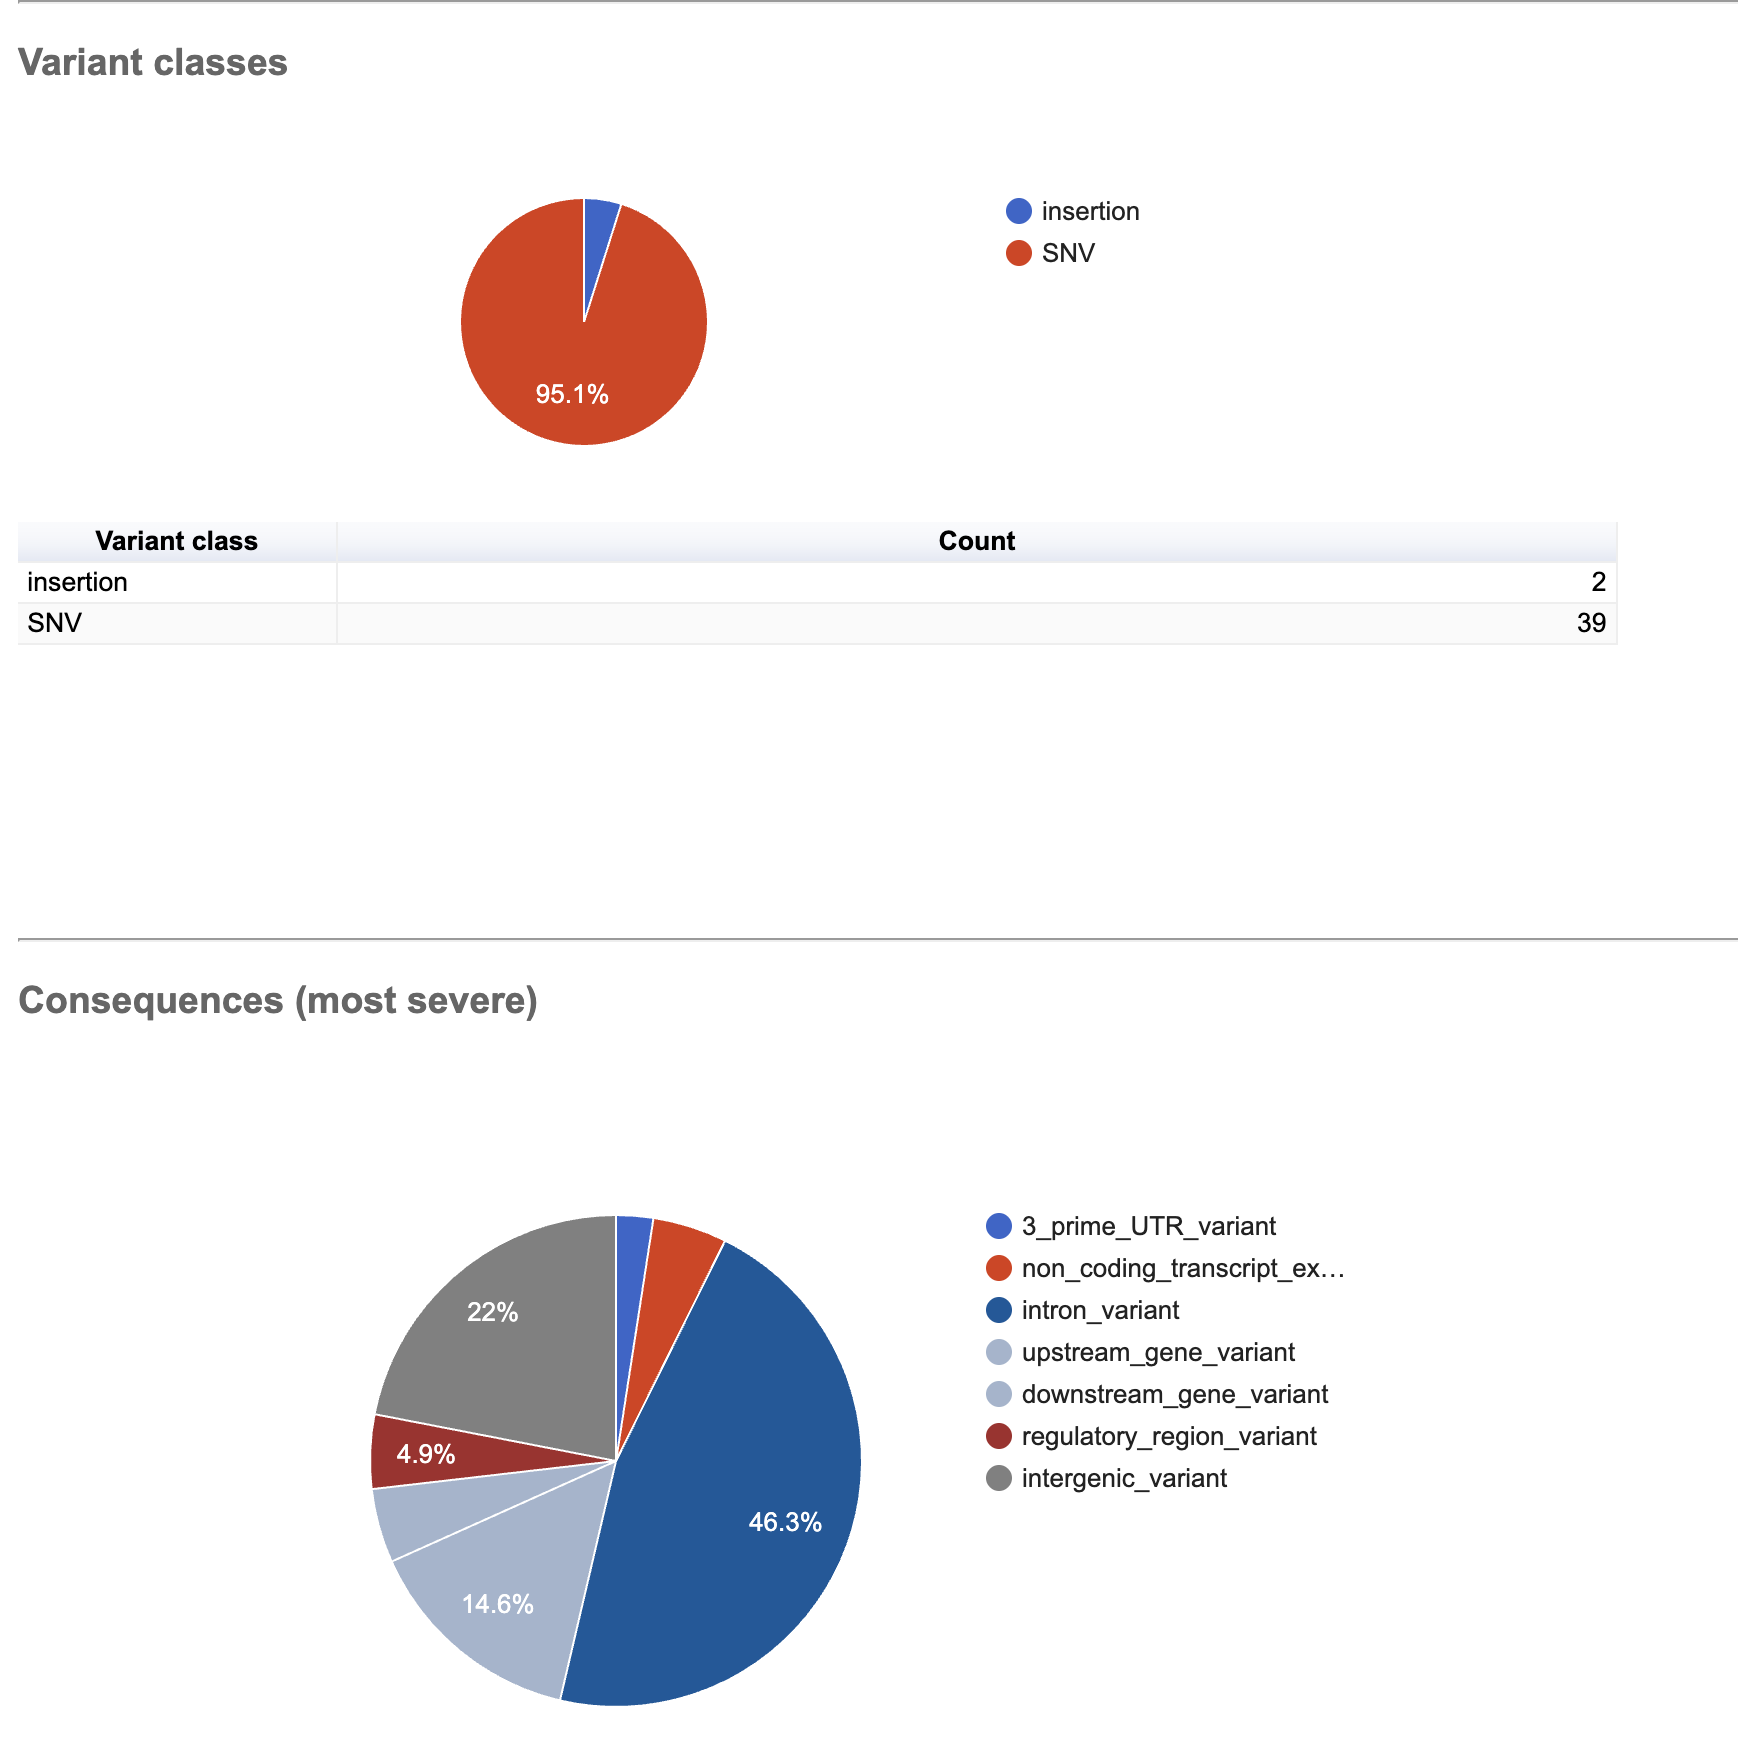 Variant classes
insertion
SNV
95.1%
Variant class Count
insertion 2
SNV 39
Consequences (most severe)
3_prime_UTR_variant
non_coding_transcript_ex…
intron_variant
upstream_gene_variant
downstream_gene_variant
regulatory_region_variant
intergenic_variant
22%
4.9%
46.3%
14.6%